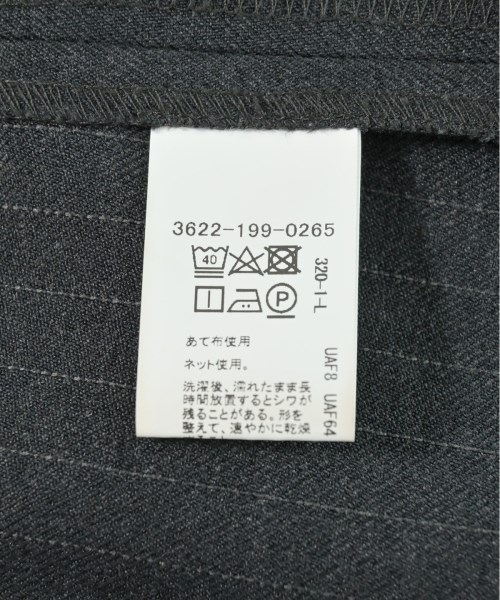 3622-199-0265
40
P
320-1-L
あて布使用
ネット使用。
洗濯後、濡れたまま長
時間放置するとシワが
残ることがある。形を
整えて、速やかに乾燥
UAF8 UAF64